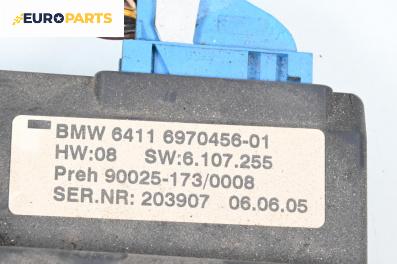 EUROPARTS
BMW 6411 6970456-01
HW:08 SW:6.107.255
Preh 90025-173/0008
SER.NR: 203907 06.06.05